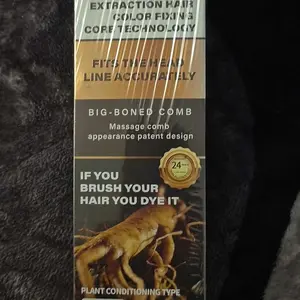 EXTRACTION HAIR
COLOR FIXING
CORE TECHNOLOGY
FITS THE HEAD
LINE ACCURATELY
BIG-BONED COMB
Massage comb
appearance patent design
24
IF YOU
BRUSH YOUR
HAIR YOU DYE IT
PLANT CONDITIONING TYPE